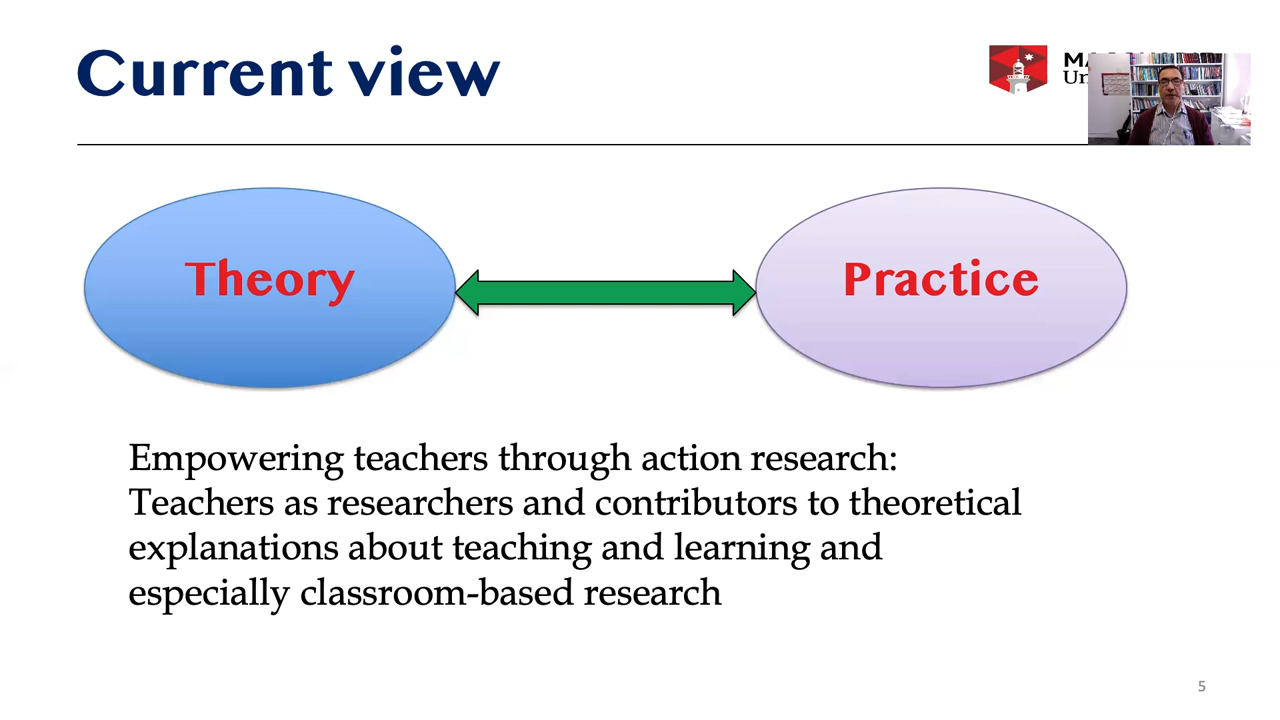 Current view
Theory
Practice
Empowering teachers through action research:
Teachers as researchers and contributors to theoretical
explanations about teaching and learning and
especially classroom-based research
5